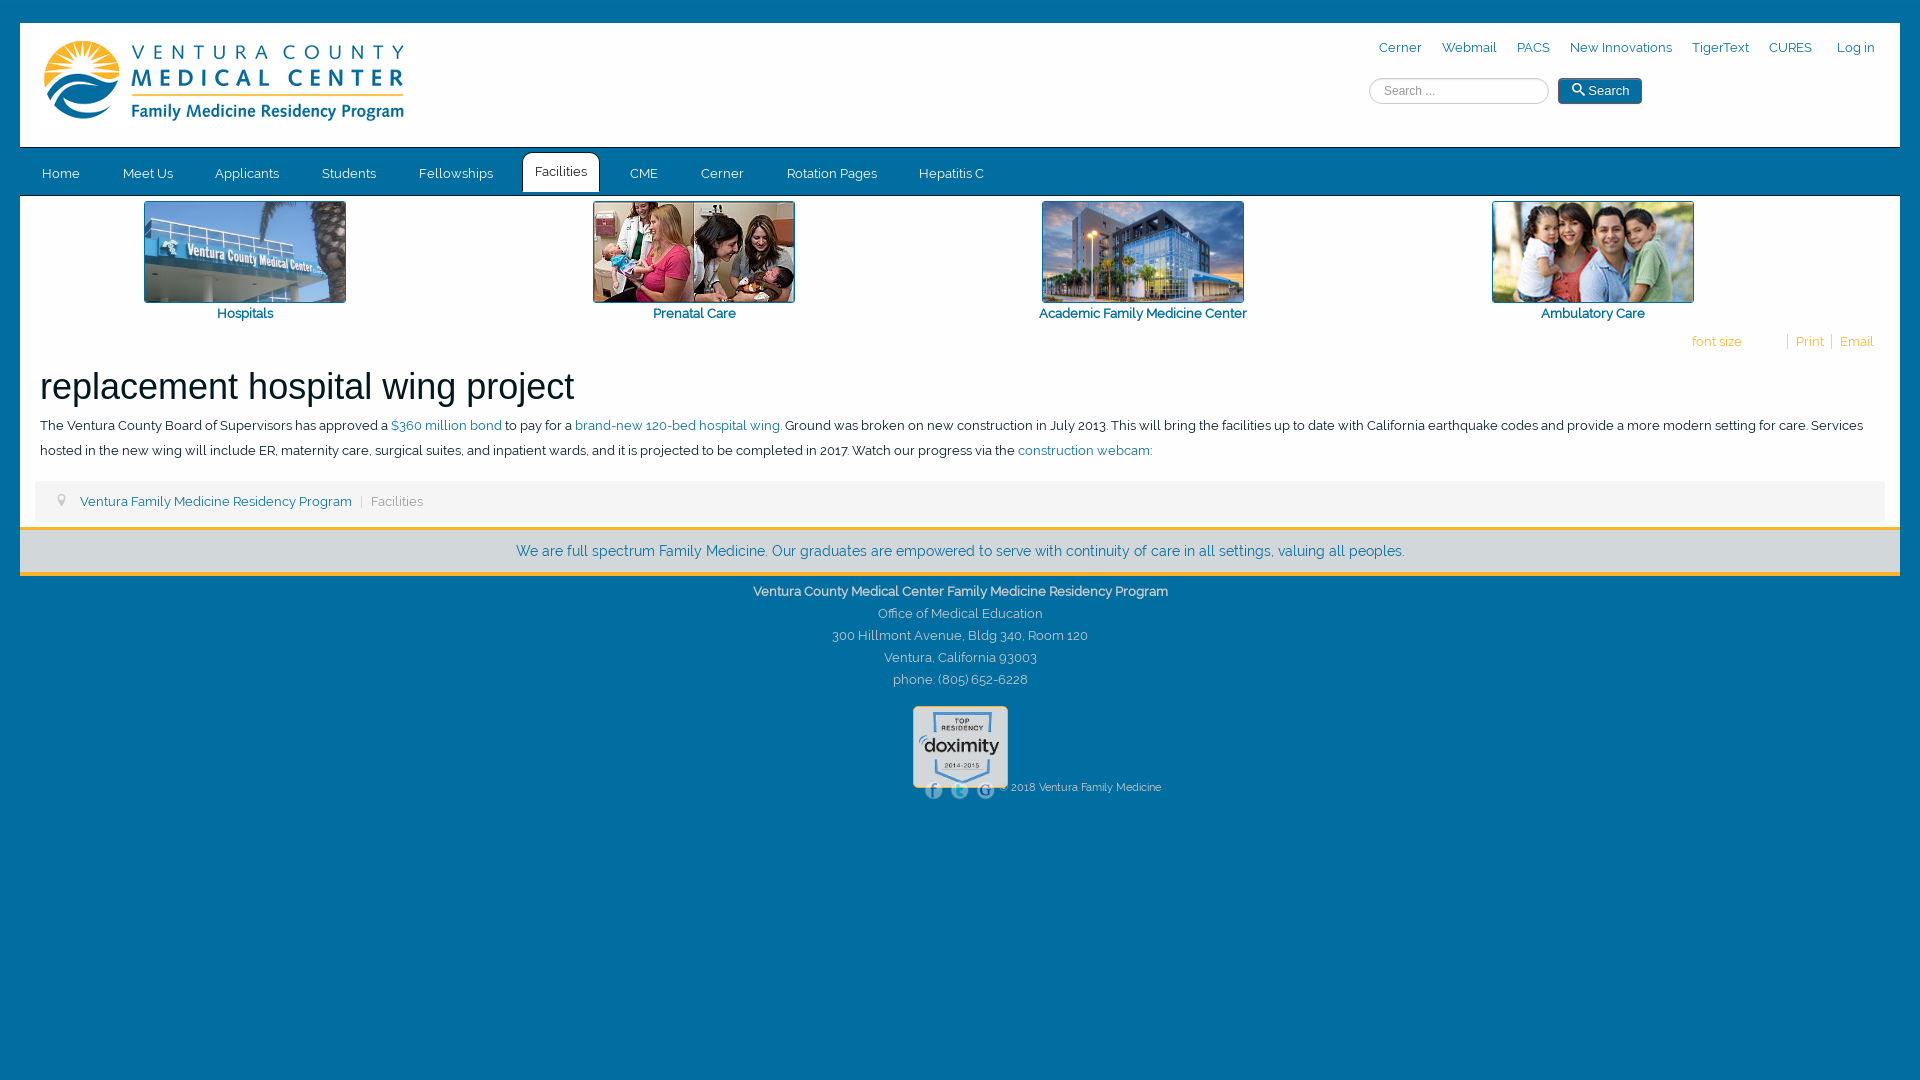 VENTURA COUNTY
MEDICAL CENTER
Family Medicine Residency Program
Cerner
Webmail
PACS
New Innovations
TigerText
CURES
Log in
Search ...
Search
Home
Meet Us
Applicants
Students
Fellowships
Facilities
CME
Cerner
Rotation Pages
Hepatitis C
Ventura County Medical Center
Hospitals
Prenatal Care
Academic Family Medicine Center
Ambulatory Care
font size
Print
Email
replacement hospital wing project
The Ventura County Board of Supervisors has approved a $360 million bond to pay for a brand-new 120-bed hospital wing. Ground was broken on new construction in July 2013. This will bring the facilities up to date with California earthquake codes and provide a more modern setting for care. Services
hosted in the new wing will include ER, maternity care, surgical suites, and inpatient wards, and it is projected to be completed in 2017. Watch our progress via the construction webcam:
Ventura Family Medicine Residency Program | Facilities
We are full spectrum Family Medicine. Our graduates are empowered to serve with continuity of care in all settings, valuing all peoples.
Ventura County Medical Center Family Medicine Residency Program
Office of Medical Education
300 Hillmont Avenue, Bldg 340, Room 120
Ventura, California 93003
phone: (805) 652-6228
TOP
RESIDENCY
doximity
2014-2015
f t G © 2018 Ventura Family Medicine